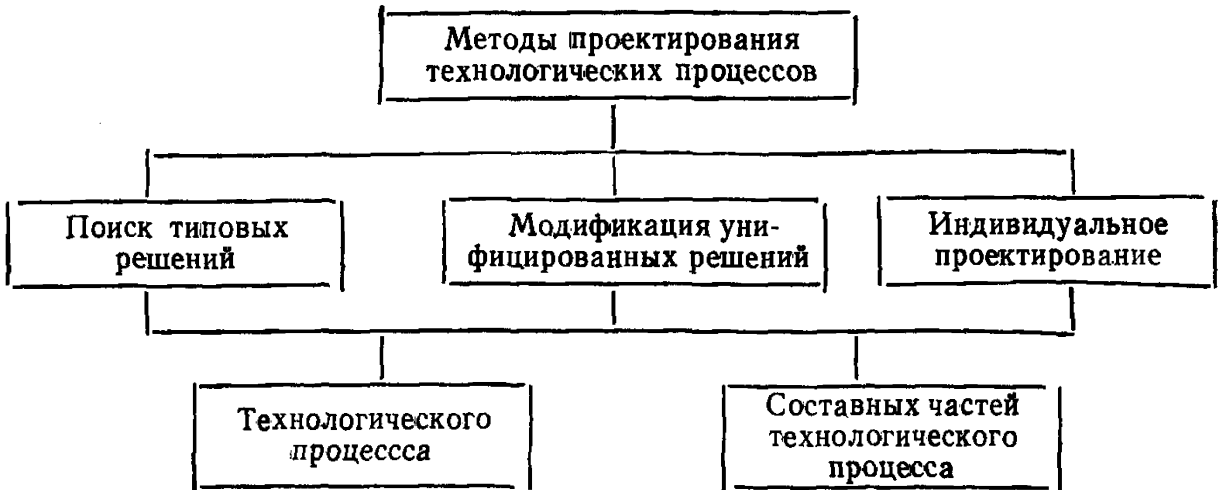 Методы проектирования
технологических процессов
Поиск типовых
решений
Модификация уни-
фицированных решений
Индивидуальное
проектирование
Технологического
процессса
Составных частей
технологического
процесса